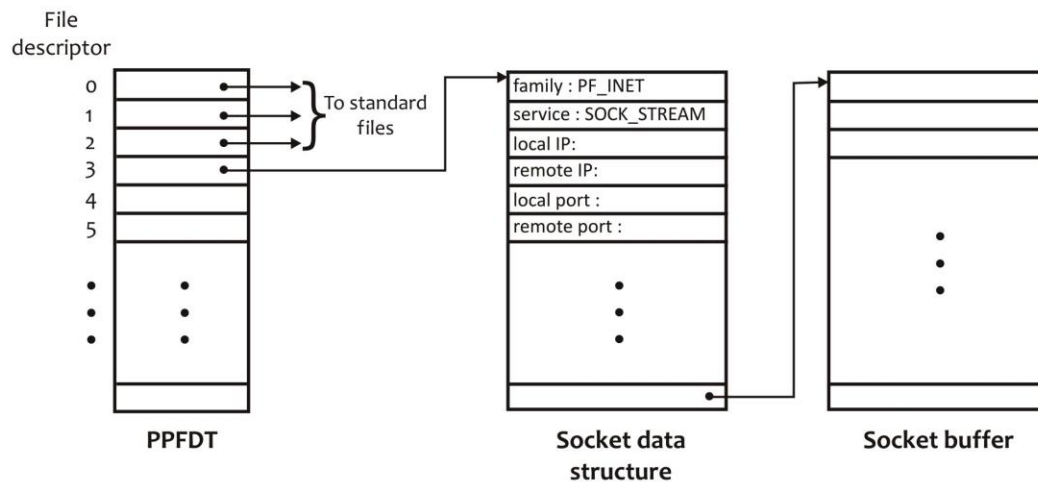 File
descriptor
0
1
2
3
4
5
To standard
files
family : PF_INET
service : SOCK_STREAM
local IP:
remote IP:
local port :
remote port :
PPFDT
Socket data
structure
Socket buffer